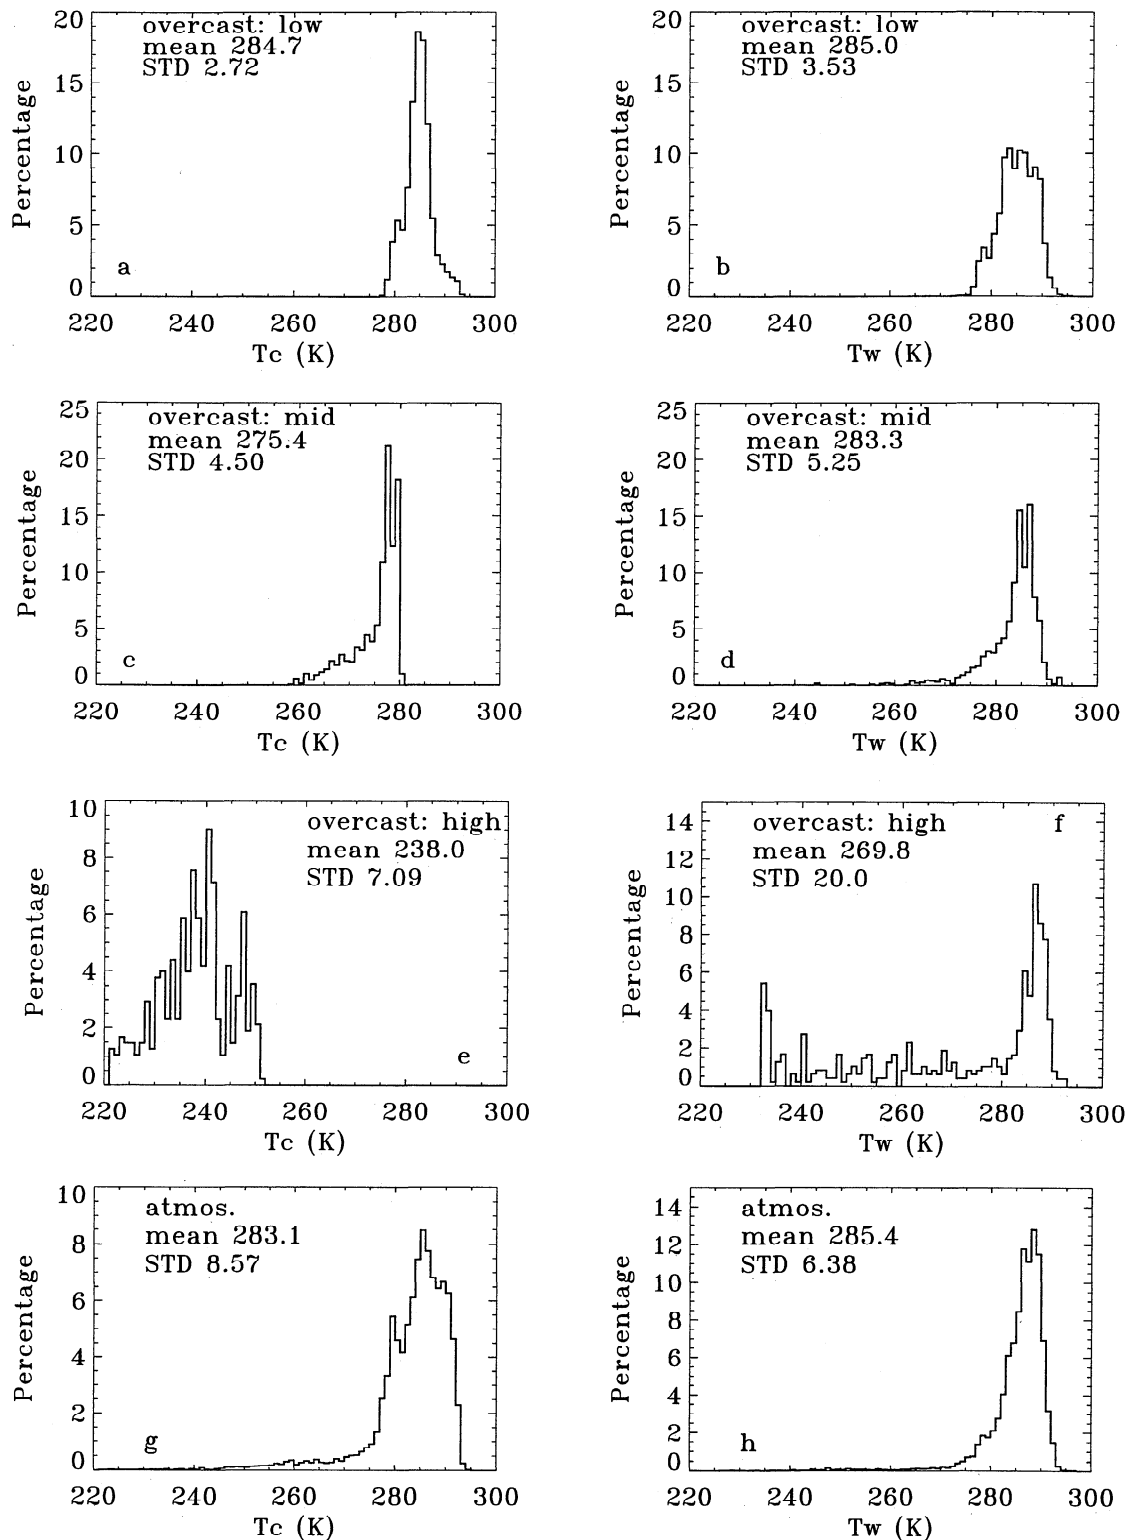 overcast: low
mean 284.7
STD 2.72
20
15
10
5
0
Percentage
a
220 240 260 280 300
Tc (K)
overcast: low
mean 285.0
STD 3.53
20
15
10
5
0
Percentage
b
220 240 260 280 300
Tw (K)
overcast: mid
mean 275.4
STD 4.50
25
20
15
10
5
0
Percentage
c
220 240 260 280 300
Tc (K)
overcast: mid
mean 283.3
STD 5.25
25
20
15
10
5
0
Percentage
d
220 240 260 280 300
Tw (K)
overcast: high
mean 238.0
STD 7.09
10
8
6
4
2
0
Percentage
e
220 240 260 280 300
Tc (K)
overcast: high
mean 269.8
STD 20.0
f
14
12
10
8
6
4
2
0
Percentage
220 240 260 280 300
Tw (K)
atmos.
mean 283.1
STD 8.57
10
8
6
4
2
0
Percentage
g
220 240 260 280 300
Tc (K)
atmos.
mean 285.4
STD 6.38
14
12
10
8
6
4
2
0
Percentage
h
220 240 260 280 300
Tw (K)